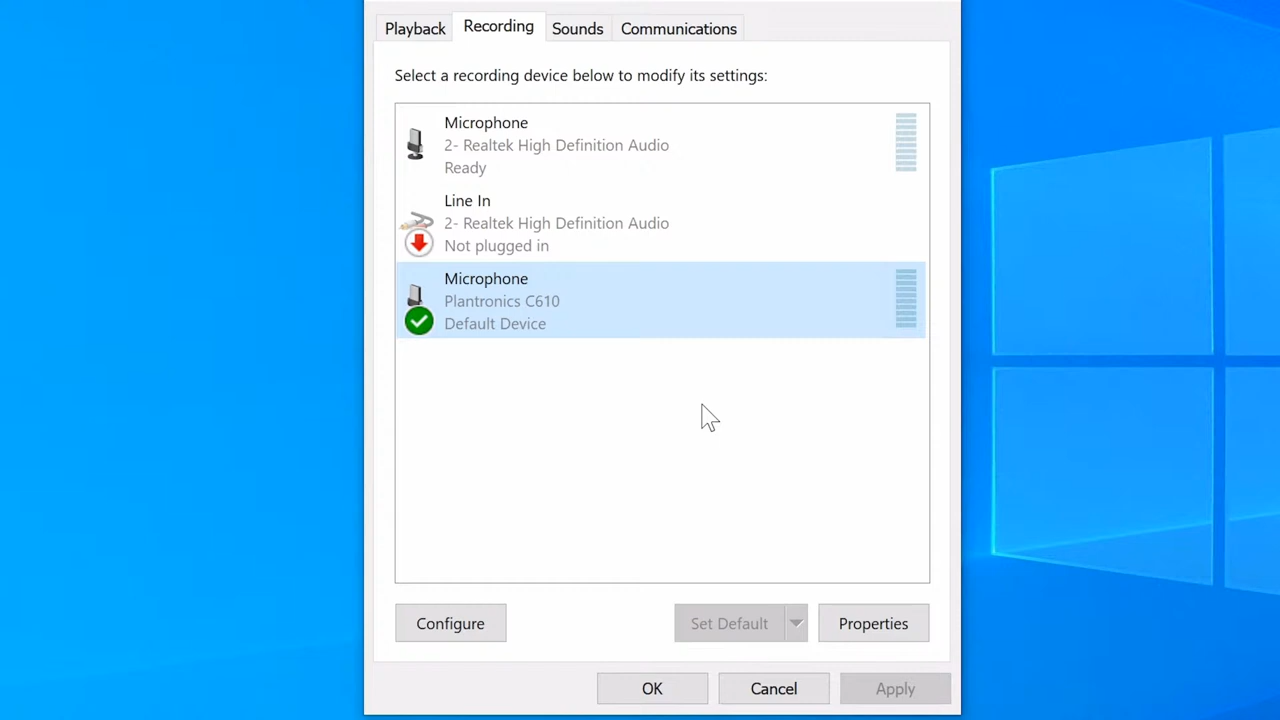 Playback Recording Sounds Communications
Select a recording device below to modify its settings:
Microphone
2- Realtek High Definition Audio
Ready
Line In
2- Realtek High Definition Audio
Not plugged in
Microphone
Plantronics C610
Default Device
Configure Set Default Properties
OK Cancel Apply